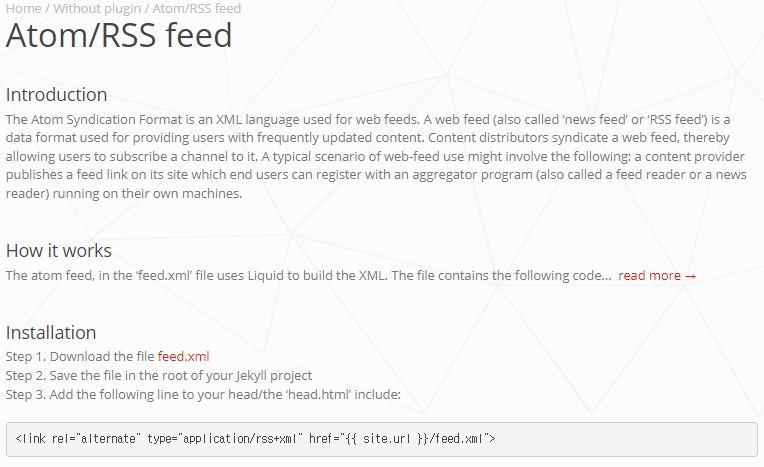 Home / Without plugin / Atom/RSS feed
Atom/RSS feed
Introduction
The Atom Syndication Format is an XML language used for web feeds. A web feed (also called ‘news feed’ or ‘RSS feed’) is a
data format used for providing users with frequently updated content. Content distributors syndicate a web feed, thereby
allowing users to subscribe a channel to it. A typical scenario of web-feed use might involve the following: a content provider
publishes a feed link on its site which end users can register with an aggregator program (also called a feed reader or a news
reader) running on their own machines.
How it works
The atom feed, in the ‘feed.xml’ file uses Liquid to build the XML. The file contains the following code... read more →
Installation
Step 1. Download the file feed.xml
Step 2. Save the file in the root of your Jekyll project
Step 3. Add the following line to your head/the ‘head.html’ include:
<link rel="alternate" type="application/rss+xml" href="{{ site.url }}/feed.xml">